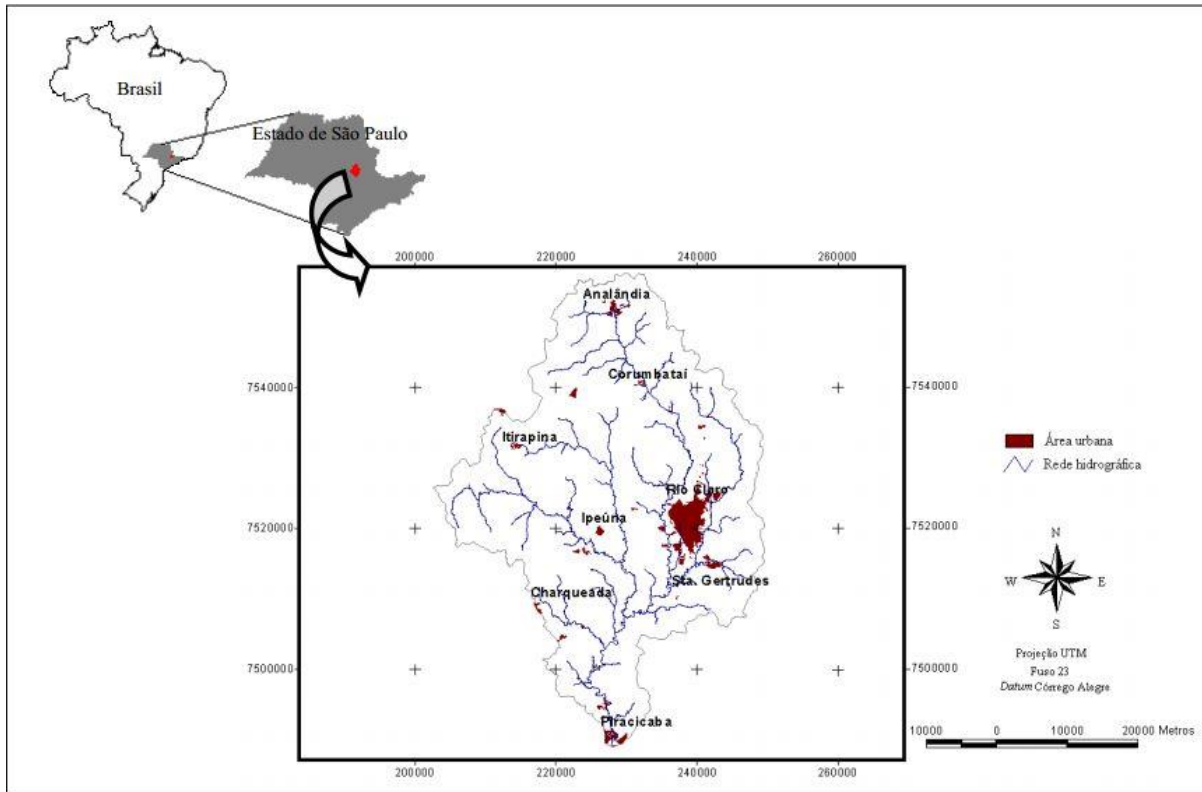 Brasil
Estado de São Paulo
200000 220000 240000 260000
Analândia
7540000 7540000
Corumbataí
Itirapina
Área urbana
Rede hidrográfica
Rio Claro
Ipeúna
7520000 7520000
N
W E
S
Sta. Gertrudes
Charqueada
7500000 7500000
Projeção UTM
Fuso 23
Datum Córrego Alegre
Piracicaba
10000 0 10000 20000 Metros
200000 220000 240000 260000